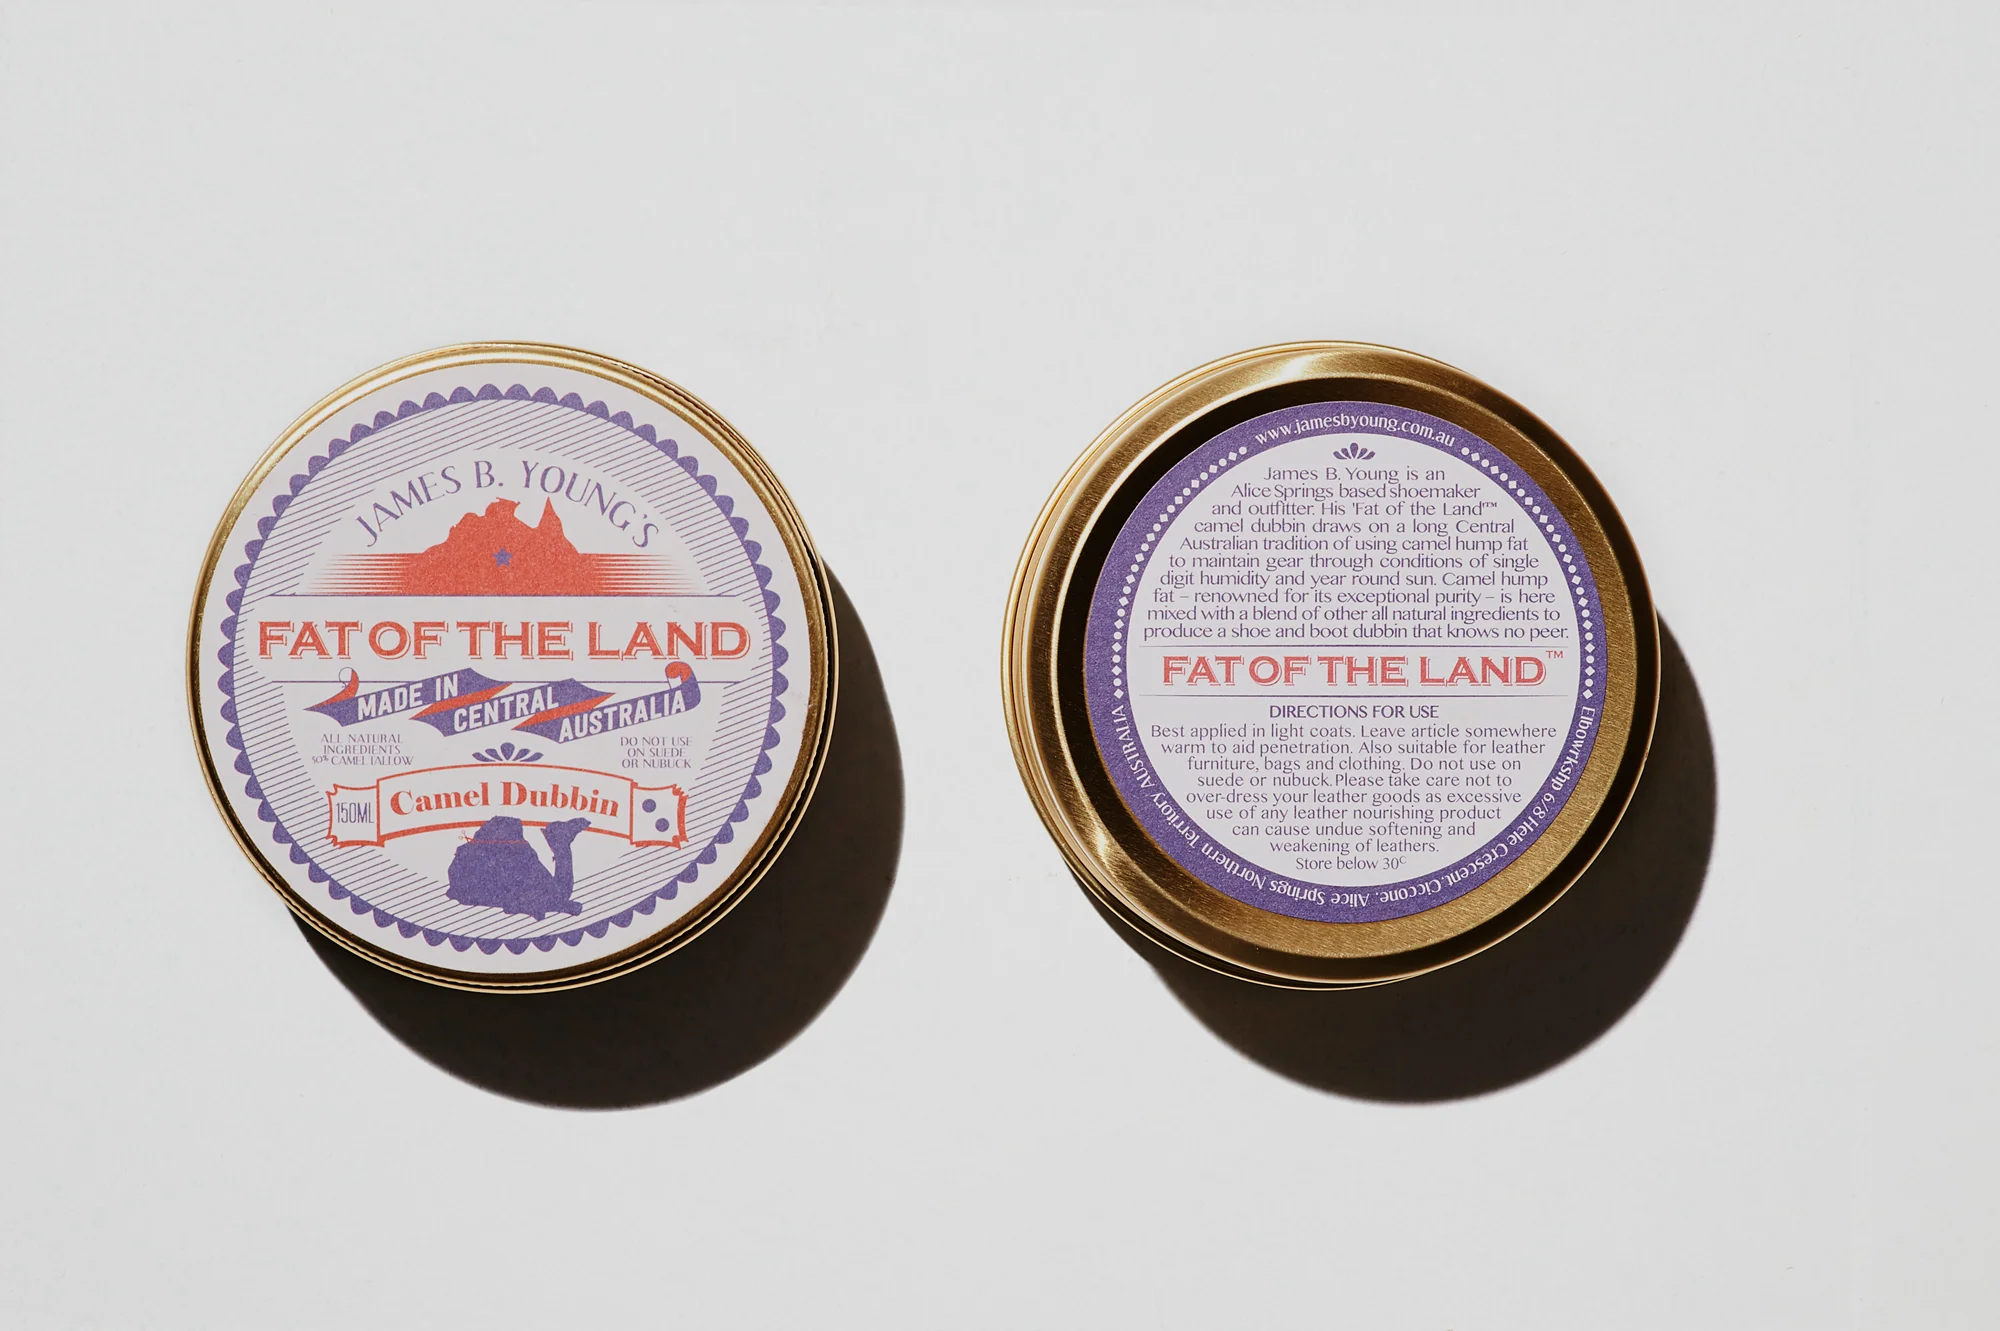 JAMES B. YOUNG'S
FAT OF THE LAND
MADE IN
CENTRAL
AUSTRALIA
ALL NATURAL
INGREDIENTS
50% CAMEL TALLOW
DO NOT USE
ON SUEDE
OR NUBUCK
150ML
Camel Dubbin
www.jamesbyoung.com.au
James B. Young is an
Alice Springs based shoemaker
and outfitter. His 'Fat of the Land'™
camel dubbin draws on a long Central
Australian tradition of using camel hump fat
to maintain gear through conditions of single
digit humidity and year round sun. Camel hump
fat – renowned for its exceptional purity – is here
mixed with a blend of other all natural ingredients to
produce a shoe and boot dubbin that knows no peer.
FAT OF THE LAND™
DIRECTIONS FOR USE
Best applied in light coats. Leave article somewhere
warm to aid penetration. Also suitable for leather
furniture, bags and clothing. Do not use on
suede or nubuck. Please take care not to
over-dress your leather goods as excessive
use of any leather nourishing product
can cause undue softening and
weakening of leathers.
Store below 30ᶜ
Elbowrkshp 6/8 Hele Crescent. Ciccone. Alice Springs Northern Territory AUSTRALIA